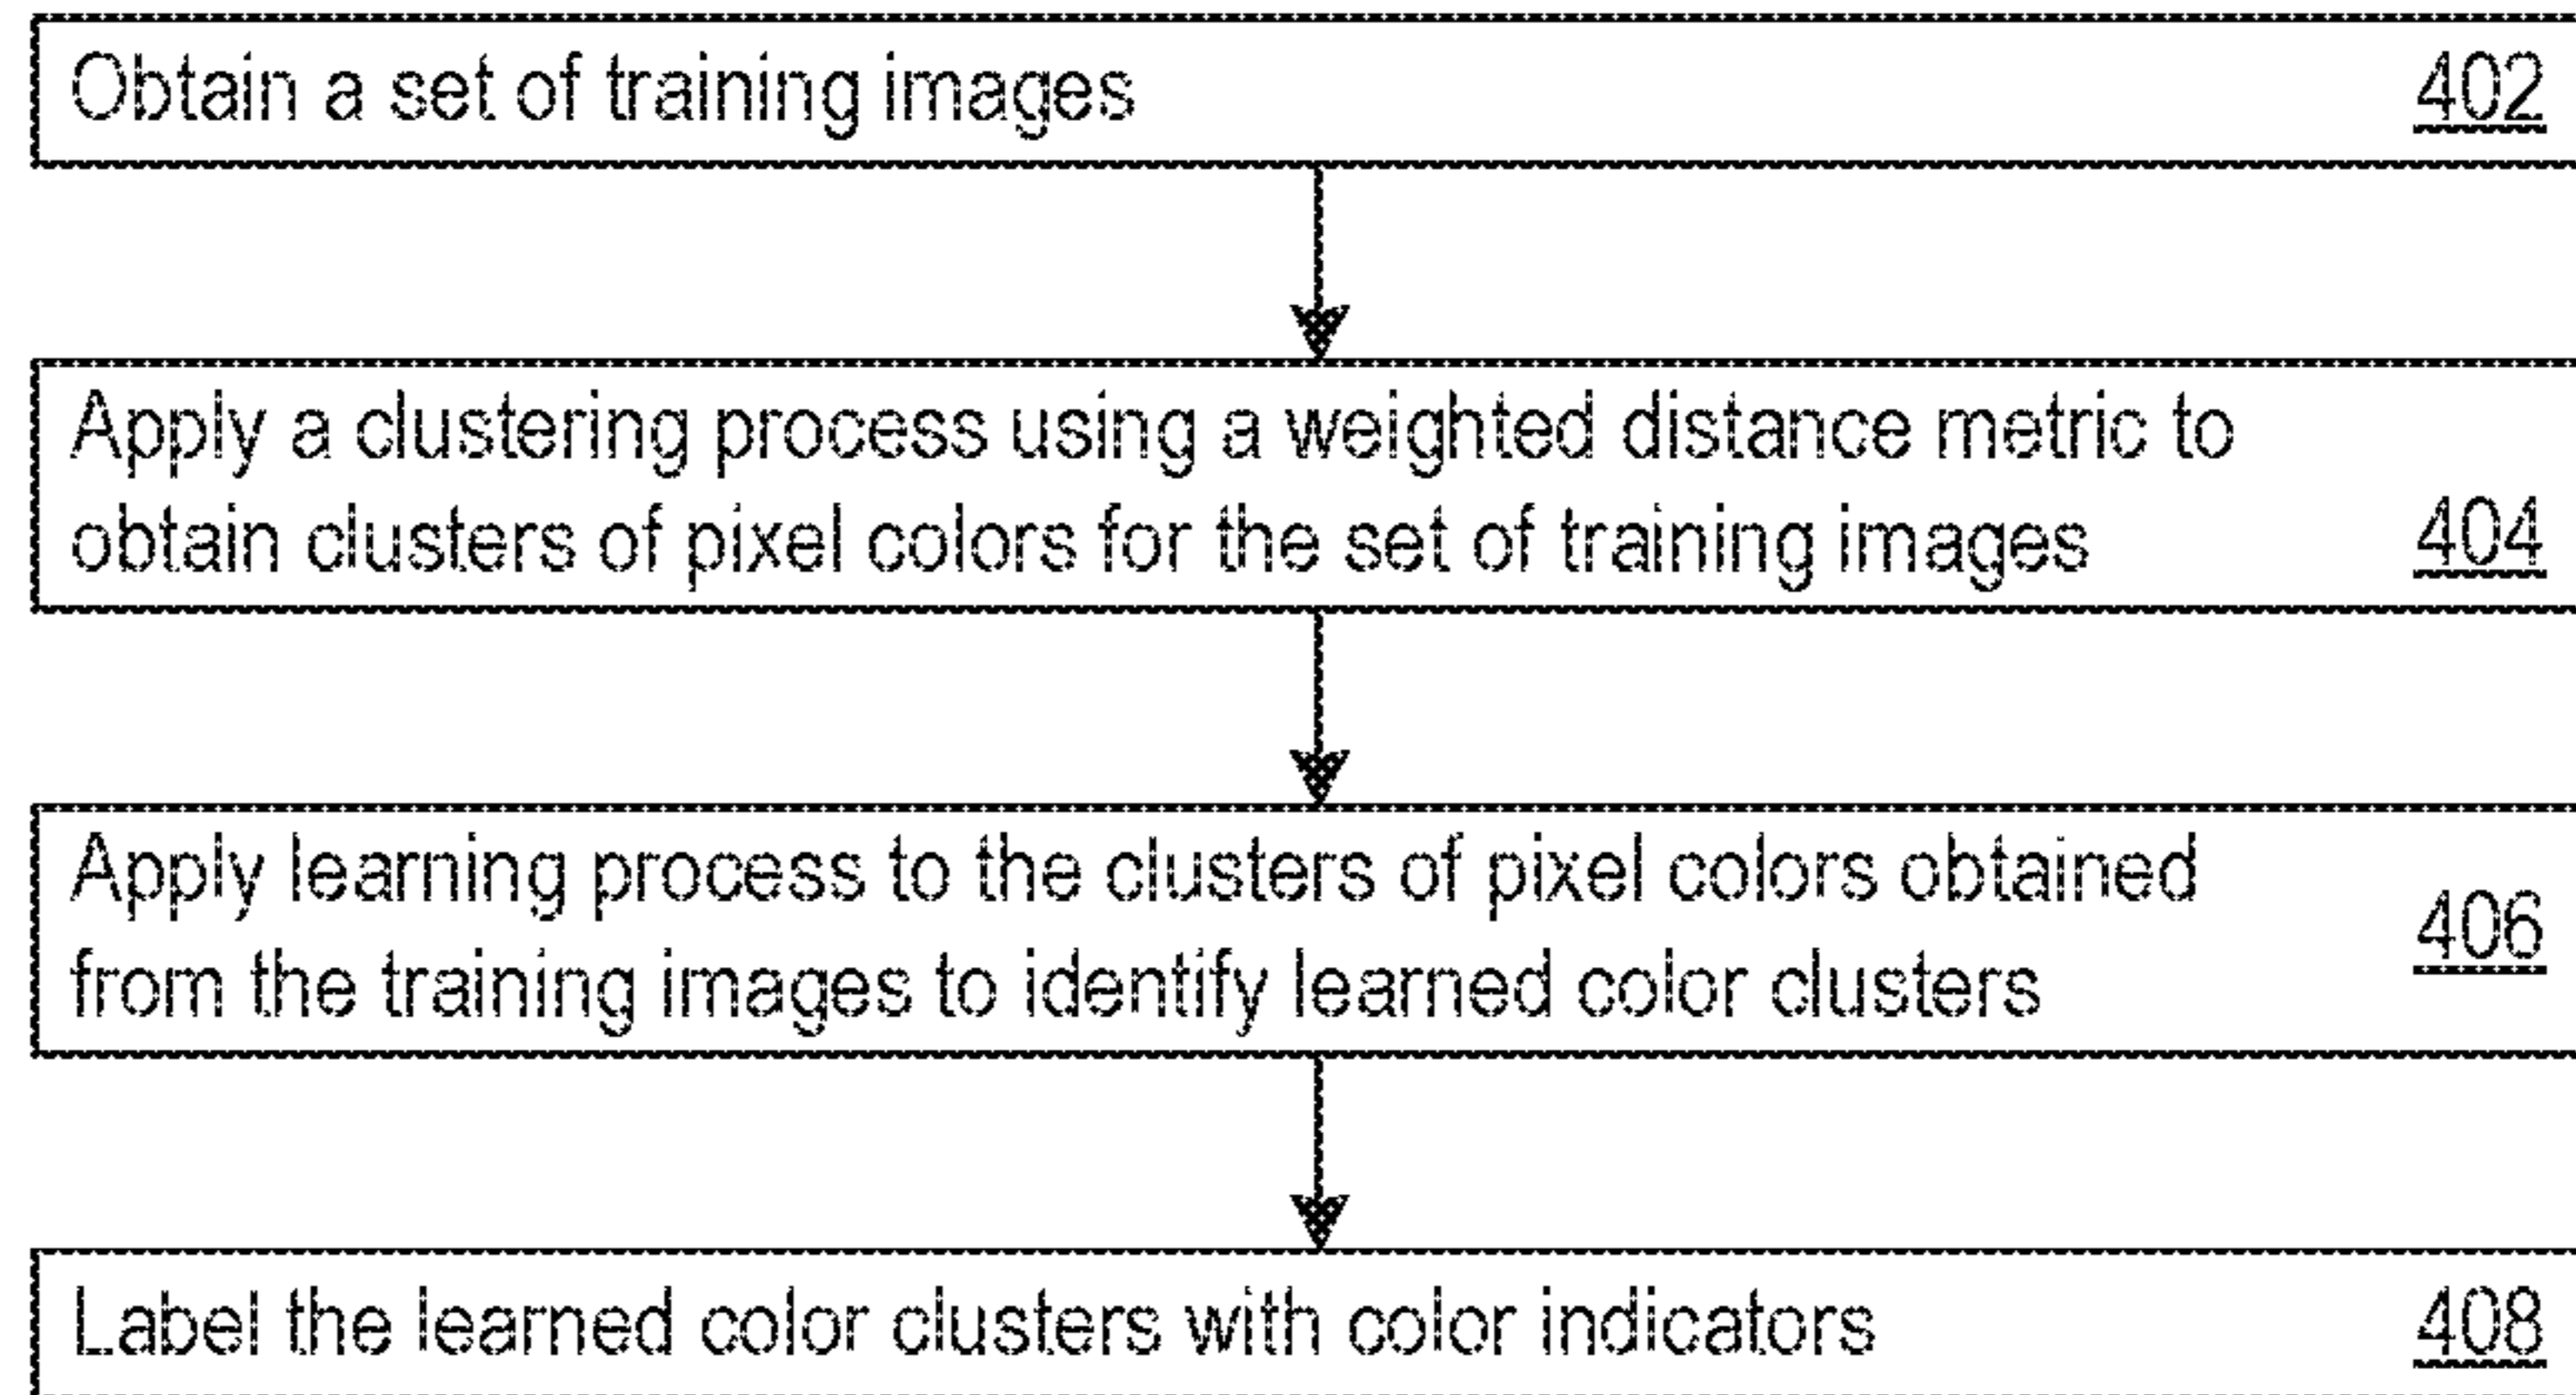 Obtain a set of training images 402
Apply a clustering process using a weighted distance metric to
obtain clusters of pixel colors for the set of training images 404
Apply learning process to the clusters of pixel colors obtained
406
from the training images to identify learned color clusters
Label the learned color clusters with color indicators 408